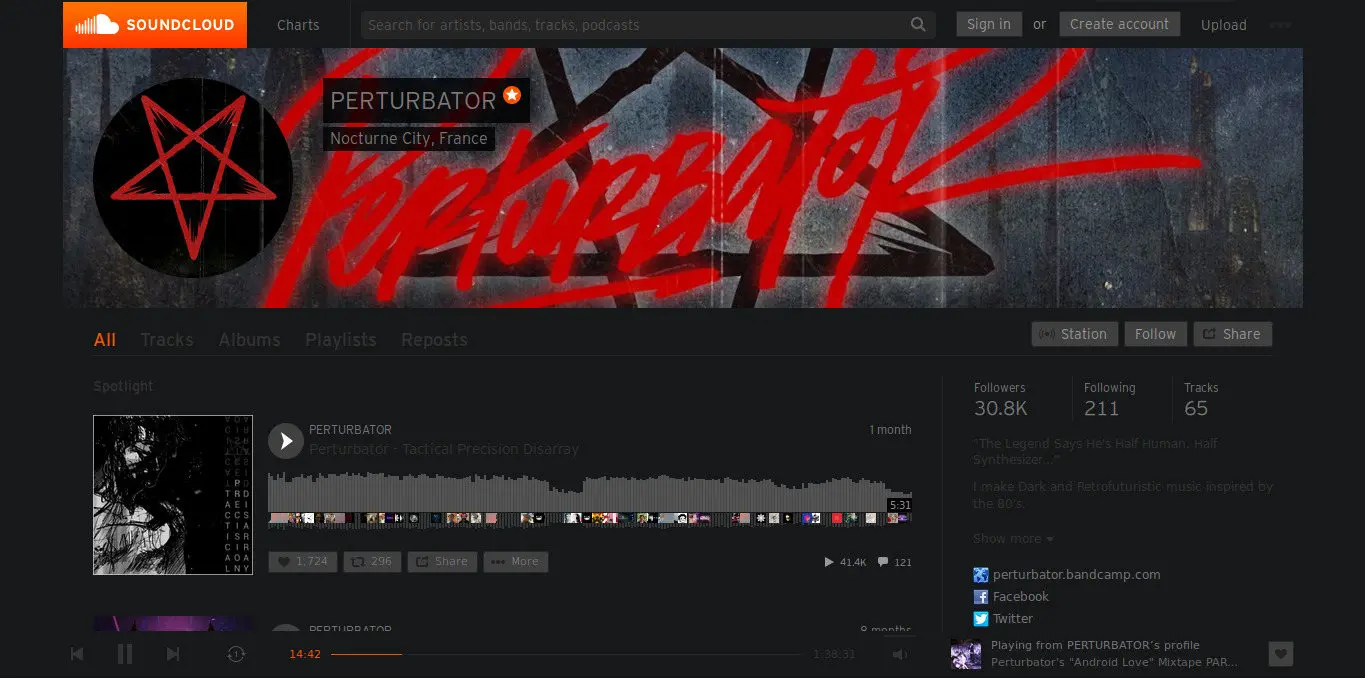 SOUNDCLOUD
Charts
Search for artists, bands, tracks, podcasts
Sign in or Create account
Upload
PERTURBATOR
Nocturne City, France
Perturbator
All Tracks Albums Playlists Reposts
Station Follow Share
Spotlight
PERTURBATOR
1 month
Perturbator - Tactical Precision Disarray
5:31
1,724 296 Share More
41.4K 121
PERTURBATOR
8 months
Followers Following Tracks
30.8K 211 65
"The Legend Says He's Half Human, Half
Synthesizer..."
I make Dark and Retrofuturistic music inspired by
the 80's.
Show more
perturbator.bandcamp.com
Facebook
Twitter
1
14:42
1:38:31
Playing from PERTURBATOR's profile
Perturbator's "Android Love" Mixtape PAR...